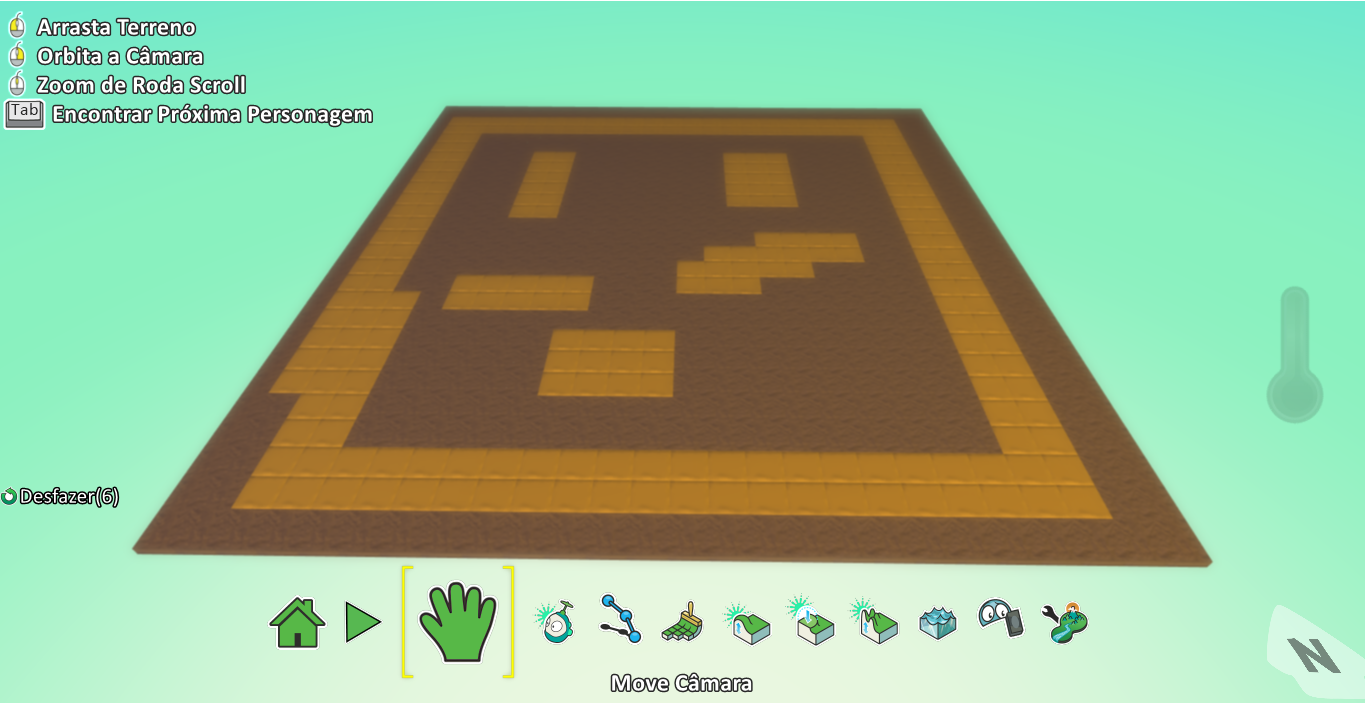 Arrasta Terreno
Orbita a Câmara
Zoom de Roda Scroll
Tab Encontrar Próxima Personagem
Desfazer(6)
Move Câmara
N